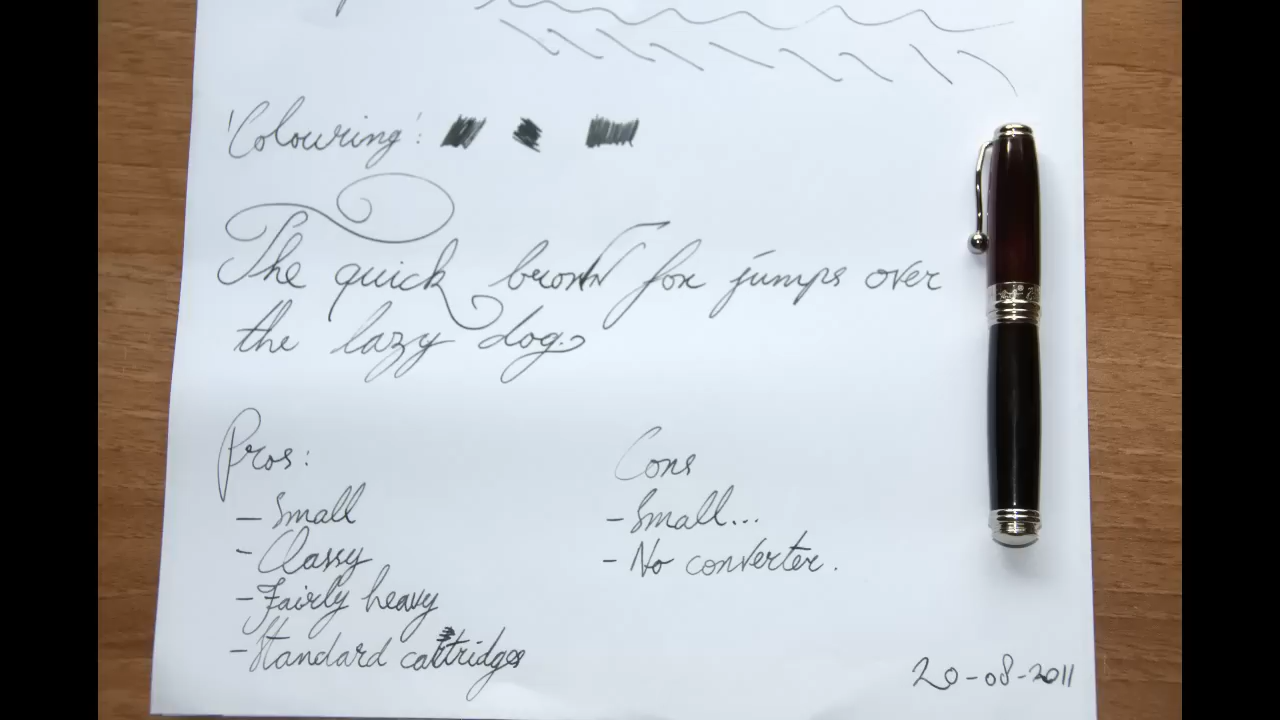 'Colouring':
The quick brown fox jumps over
the lazy dog.
Pros:
- Small
- Classy
- Fairly heavy
- Standard cartridges
Cons
- Small...
- No converter.
20-08-2011